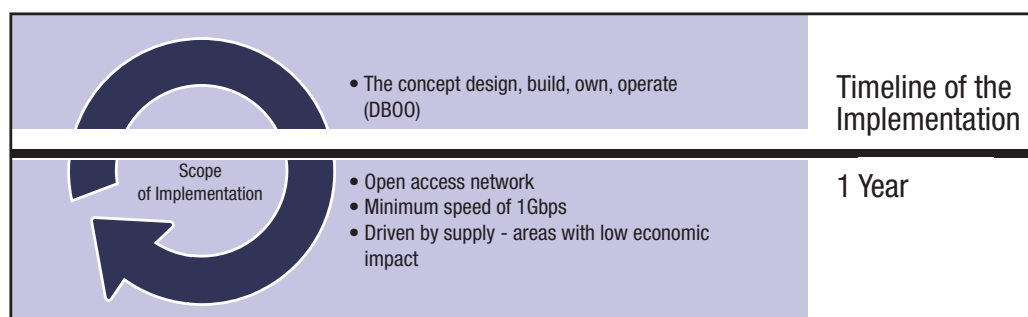 Scope
of Implementation
• The concept design, build, own, operate
(DBOO)
• Open access network
• Minimum speed of 1Gbps
• Driven by supply - areas with low economic
impact
Timeline of the
Implementation
1 Year